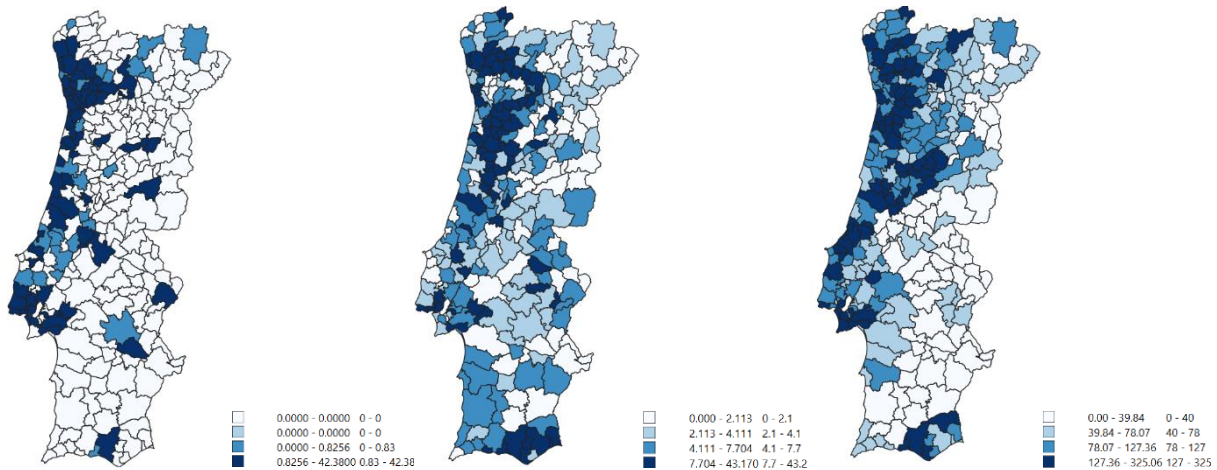 0.0000 - 0.0000 0 - 0
0.0000 - 0.0000 0 - 0
0.0000 - 0.8256 0 - 0.83
0.8256 - 42.3800 0.83 - 42.38
0.000 - 2.113 0 - 2.1
2.113 - 4.111 2.1 - 4.1
4.111 - 7.704 4.1 - 7.7
7.704 - 43.170 7.7 - 43.2
0.00 - 39.84 0 - 40
39.84 - 78.07 40 - 78
78.07 - 127.36 78 - 127
127.36 - 325.06 127 - 325